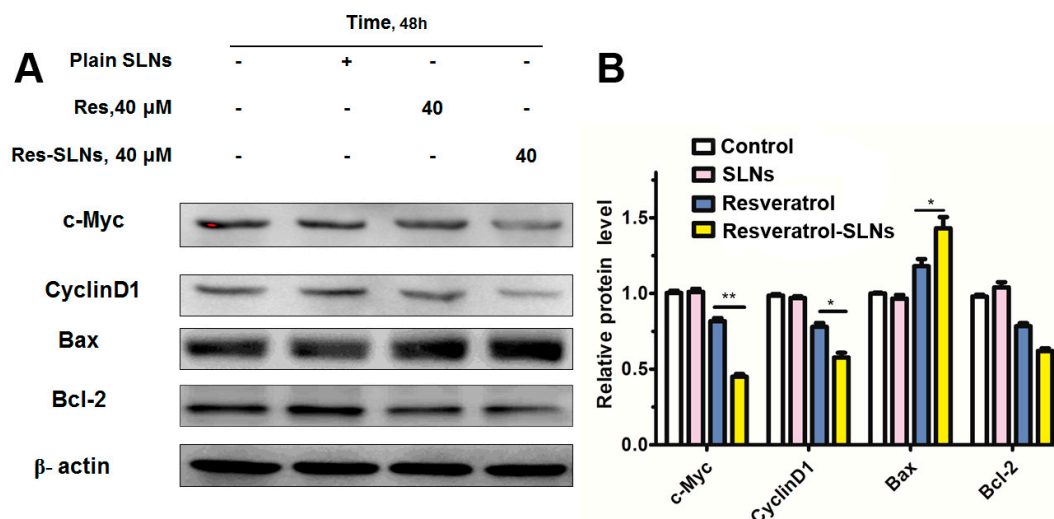 Time, 48h
A
Plain SLNs - + - -
Res,40 µM - - 40 -
Res-SLNs, 40 µM - - - 40
c-Myc
CyclinD1
Bax
Bcl-2
β- actin
B
Control
SLNs
Resveratrol
Resveratrol-SLNs
Relative protein level
1.5
1.0
0.5
0.0
**
*
*
c-Myc
CyclinD1
Bax
Bcl-2